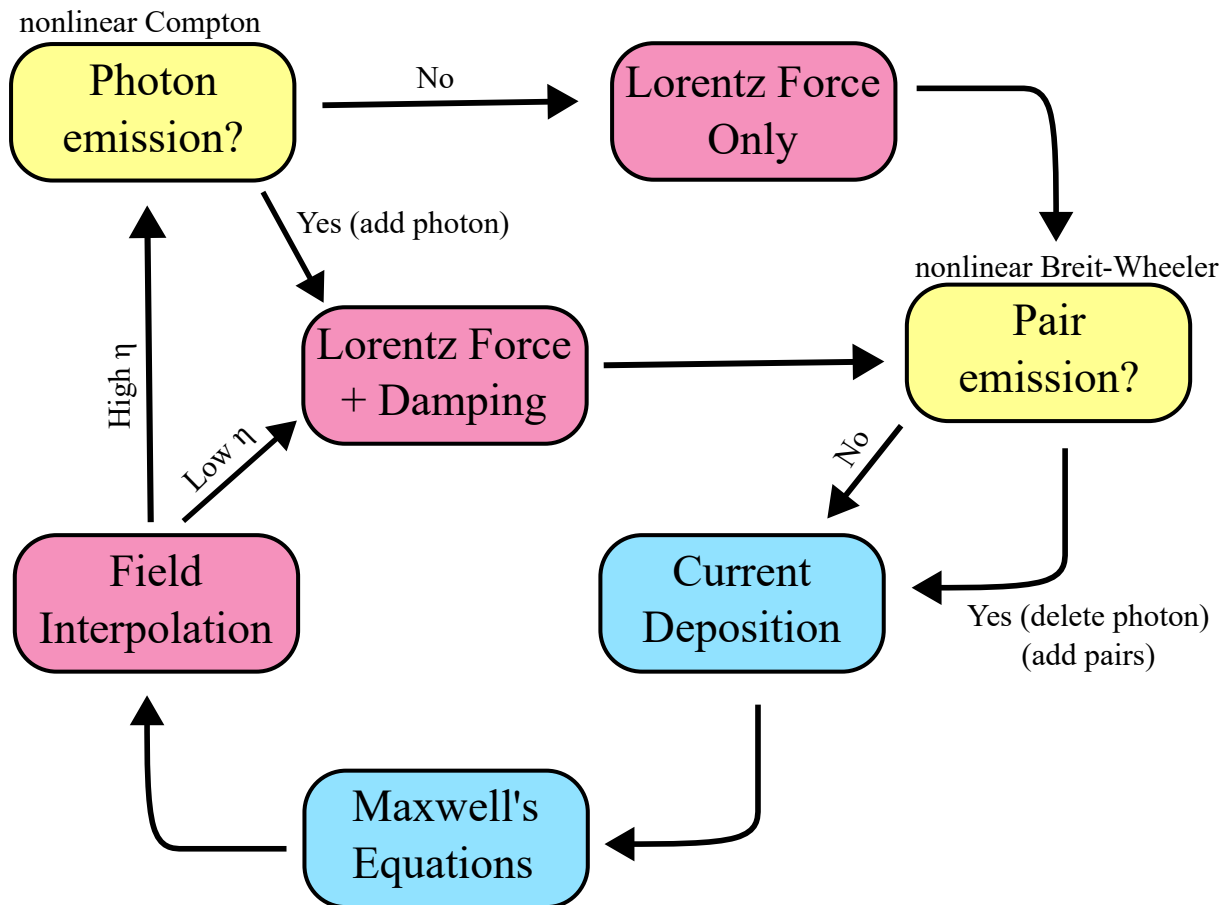 nonlinear Compton
Photon
emission?
No
Lorentz Force
Only
Yes (add photon)
nonlinear Breit-Wheeler
Pair
emission?
Lorentz Force
+ Damping
High η
Low η
No
Field
Interpolation
Current
Deposition
Yes (delete photon)
(add pairs)
Maxwell's
Equations